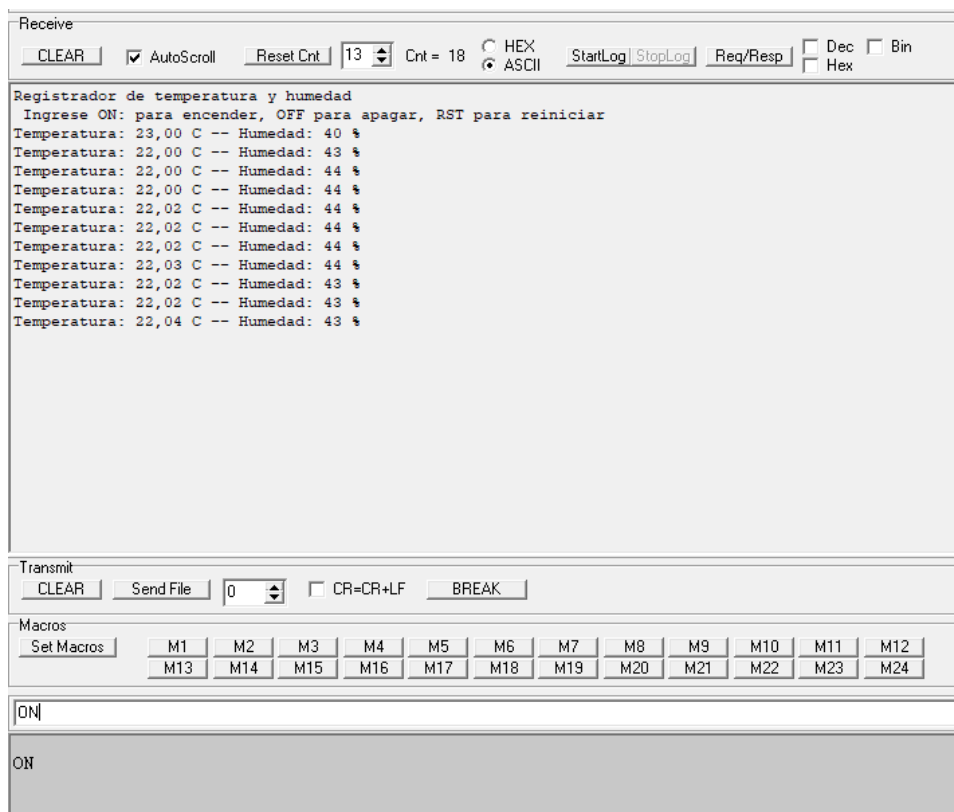 Receive
CLEAR AutoScroll Reset Cnt 13 Cnt = 18 HEX ASCII StartLog StopLog Req/Resp Dec Hex Bin
Registrador de temperatura y humedad
Ingrese ON: para encender, OFF para apagar, RST para reiniciar
Temperatura: 23,00 C -- Humedad: 40 %
Temperatura: 22,00 C -- Humedad: 43 %
Temperatura: 22,00 C -- Humedad: 44 %
Temperatura: 22,00 C -- Humedad: 44 %
Temperatura: 22,02 C -- Humedad: 44 %
Temperatura: 22,02 C -- Humedad: 44 %
Temperatura: 22,02 C -- Humedad: 44 %
Temperatura: 22,03 C -- Humedad: 44 %
Temperatura: 22,02 C -- Humedad: 43 %
Temperatura: 22,02 C -- Humedad: 43 %
Temperatura: 22,04 C -- Humedad: 43 %
Transmit
CLEAR Send File 0 CR=CR+LF BREAK
Macros
Set Macros M1 M2 M3 M4 M5 M6 M7 M8 M9 M10 M11 M12
M13 M14 M15 M16 M17 M18 M19 M20 M21 M22 M23 M24
ON
ON